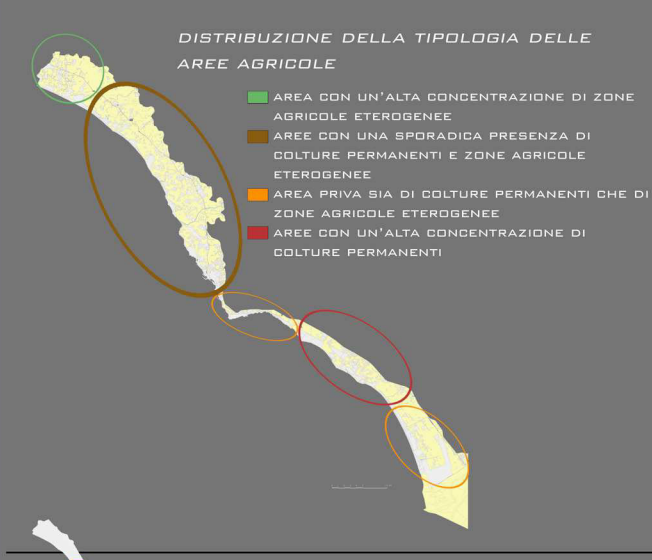 DISTRIBUZIONE DELLA TIPOLOGIA DELLE
AREE AGRICOLE
AREA CON UN'ALTA CONCENTRAZIONE DI ZONE
AGRICOLE ETEROGENEE
AREE CON UNA SPORADICA PRESENZA DI
COLTURE PERMANENTI E ZONE AGRICOLE
ETEROGENEE
AREA PRIVA SIA DI COLTURE PERMANENTI CHE DI
ZONE AGRICOLE ETEROGENEE
AREE CON UN'ALTA CONCENTRAZIONE DI
COLTURE PERMANENTI